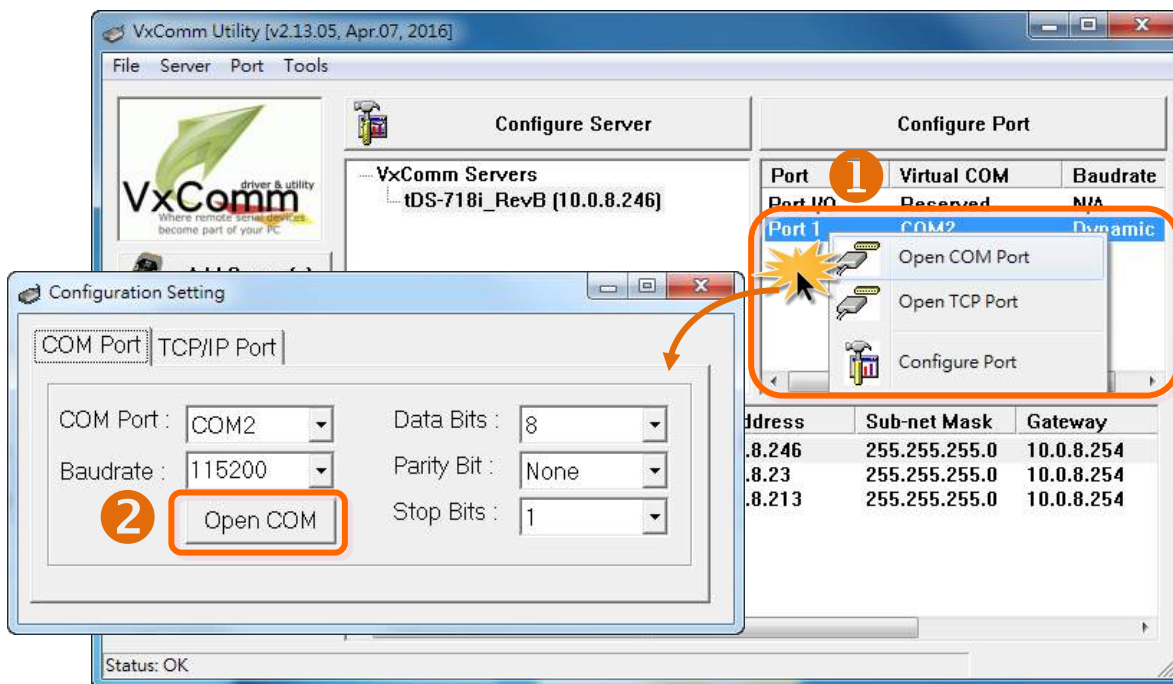 VxComm Utility [v2.13.05, Apr.07, 2016]
File Server Port Tools
driver & utility
VxComm
Where remote serial devices
become part of your PC
Configure Server
VxComm Servers
tDS-718i_RevB (10.0.8.246)
Configure Port
1
Port Virtual COM Baudrate
Port I/O Reserved N/A
Port 1 COM2 Dynamic
Open COM Port
Open TCP Port
Configure Port
Configuration Setting
COM Port TCP/IP Port
COM Port : COM2 Data Bits : 8
Baudrate : 115200 Parity Bit : None
2 Open COM Stop Bits : 1
ddress Sub-net Mask Gateway
.8.246 255.255.255.0 10.0.8.254
.8.23 255.255.255.0 10.0.8.254
.8.213 255.255.255.0 10.0.8.254
Status: OK